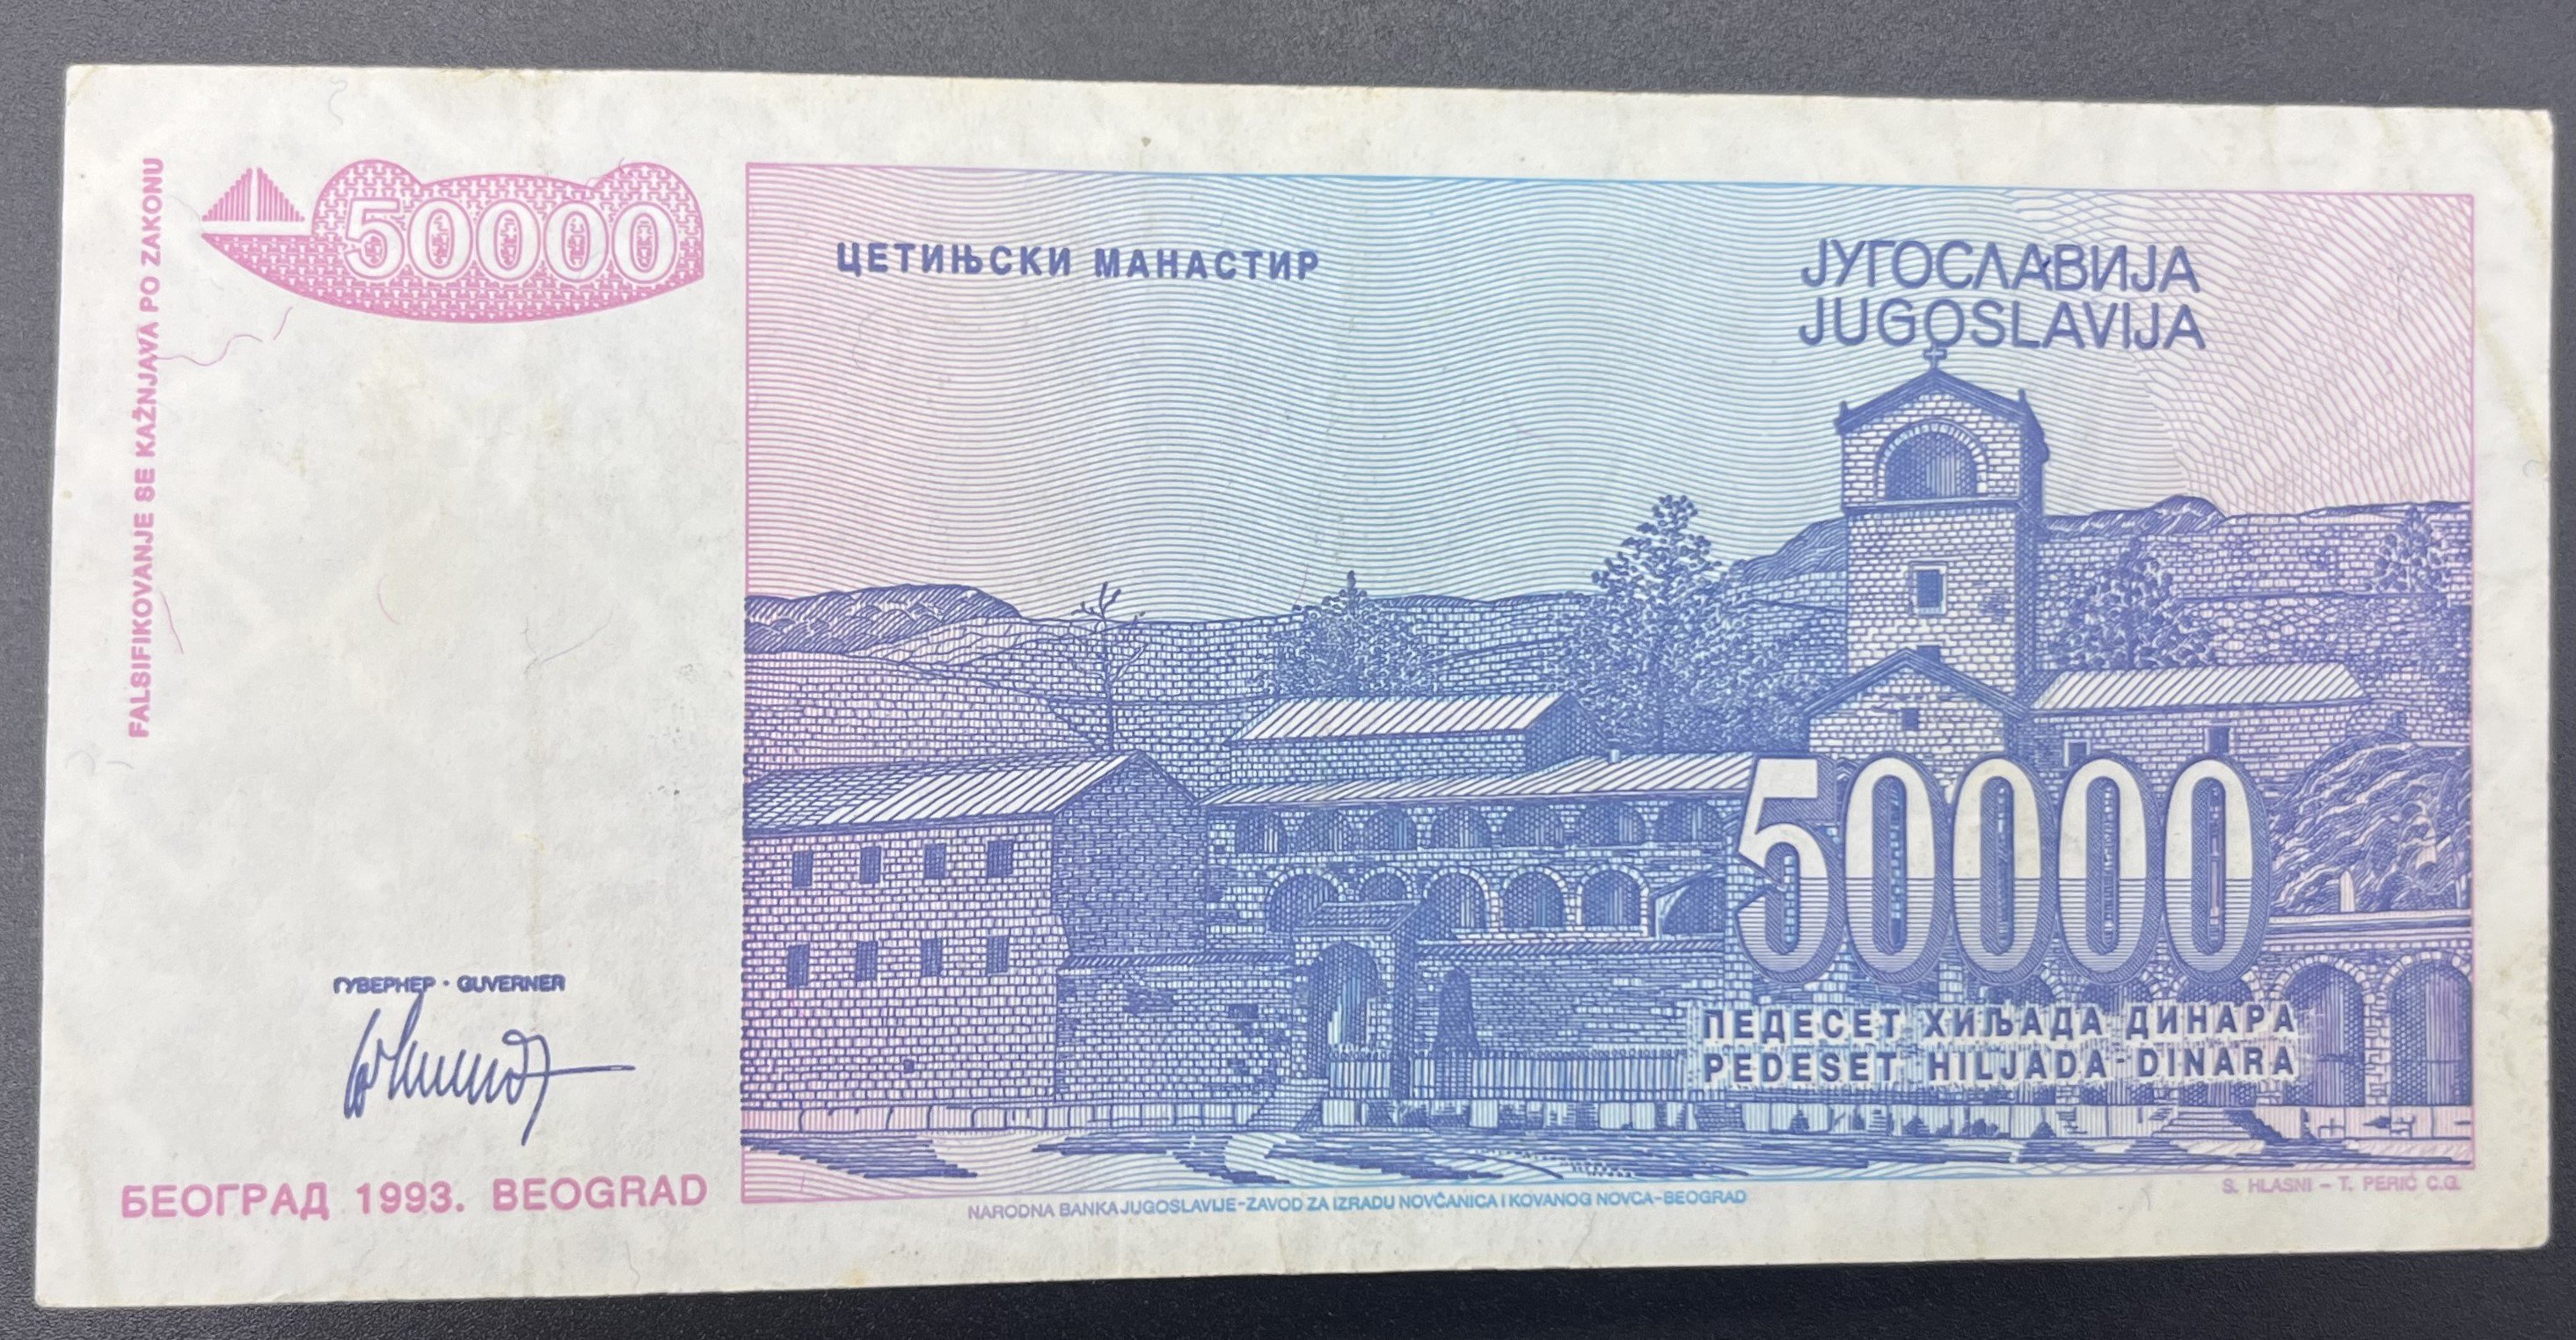 FALSIFIKOVANJE SE KAŽNJAVA PO ZAKONU
50000
ЦЕТИЊСКИ МАНАСТИР
ЈУГОСЛАВИЈА
JUGOSLAVIJA
50000
ПЕДЕСЕТ ХИЉАДА ДИНАРА
PEDESET HILJADA DINARA
ГУВЕРНЕР · GUVERNER
БЕОГРАД 1993. BEOGRAD
NARODNA BANKA JUGOSLAVIJE-ZAVOD ZA IZRADU NOVČANICA I KOVANOG NOVCA-BEOGRAD
S. HLASNI – T. PERIĆ C.G.